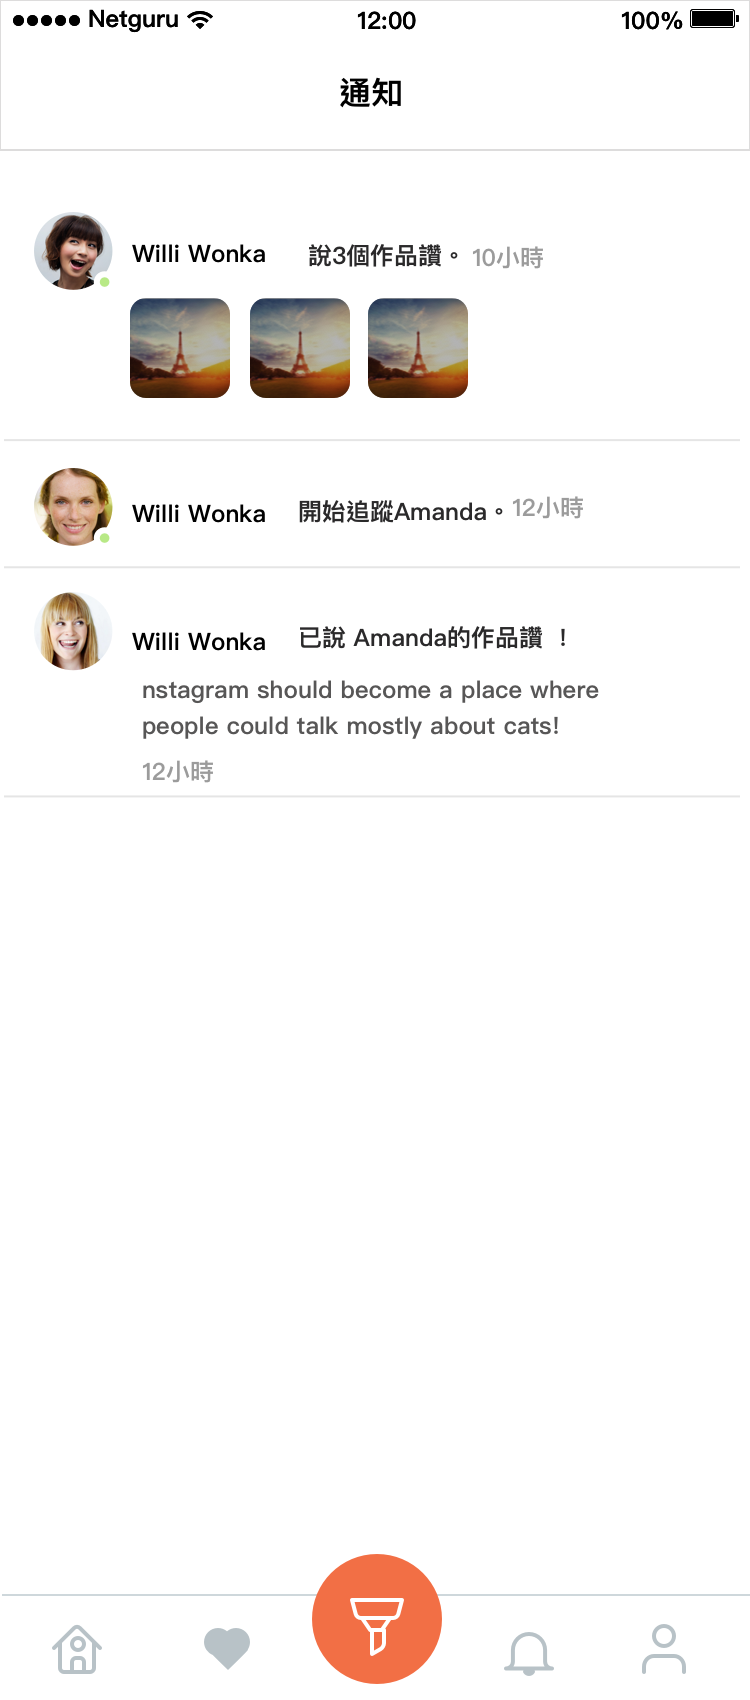 Netguru 12:00 100%
通知
Willi Wonka 說3個作品讚。 10小時
Willi Wonka 開始追蹤Amanda。 12小時
Willi Wonka 已說 Amanda的作品讚 ！
nstagram should become a place where
people could talk mostly about cats!
12小時